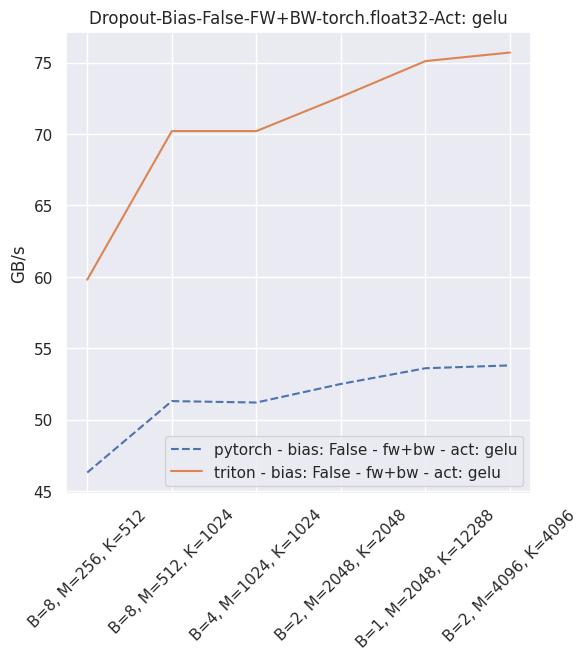 Dropout-Bias-False-FW+BW-torch.float32-Act: gelu
GB/s
75
70
65
60
55
50
45
pytorch - bias: False - fw+bw - act: gelu
triton - bias: False - fw+bw - act: gelu
B=8, M=256, K=512
B=8, M=512, K=1024
B=4, M=1024, K=1024
B=2, M=2048, K=2048
B=1, M=2048, K=12288
B=2, M=4096, K=4096